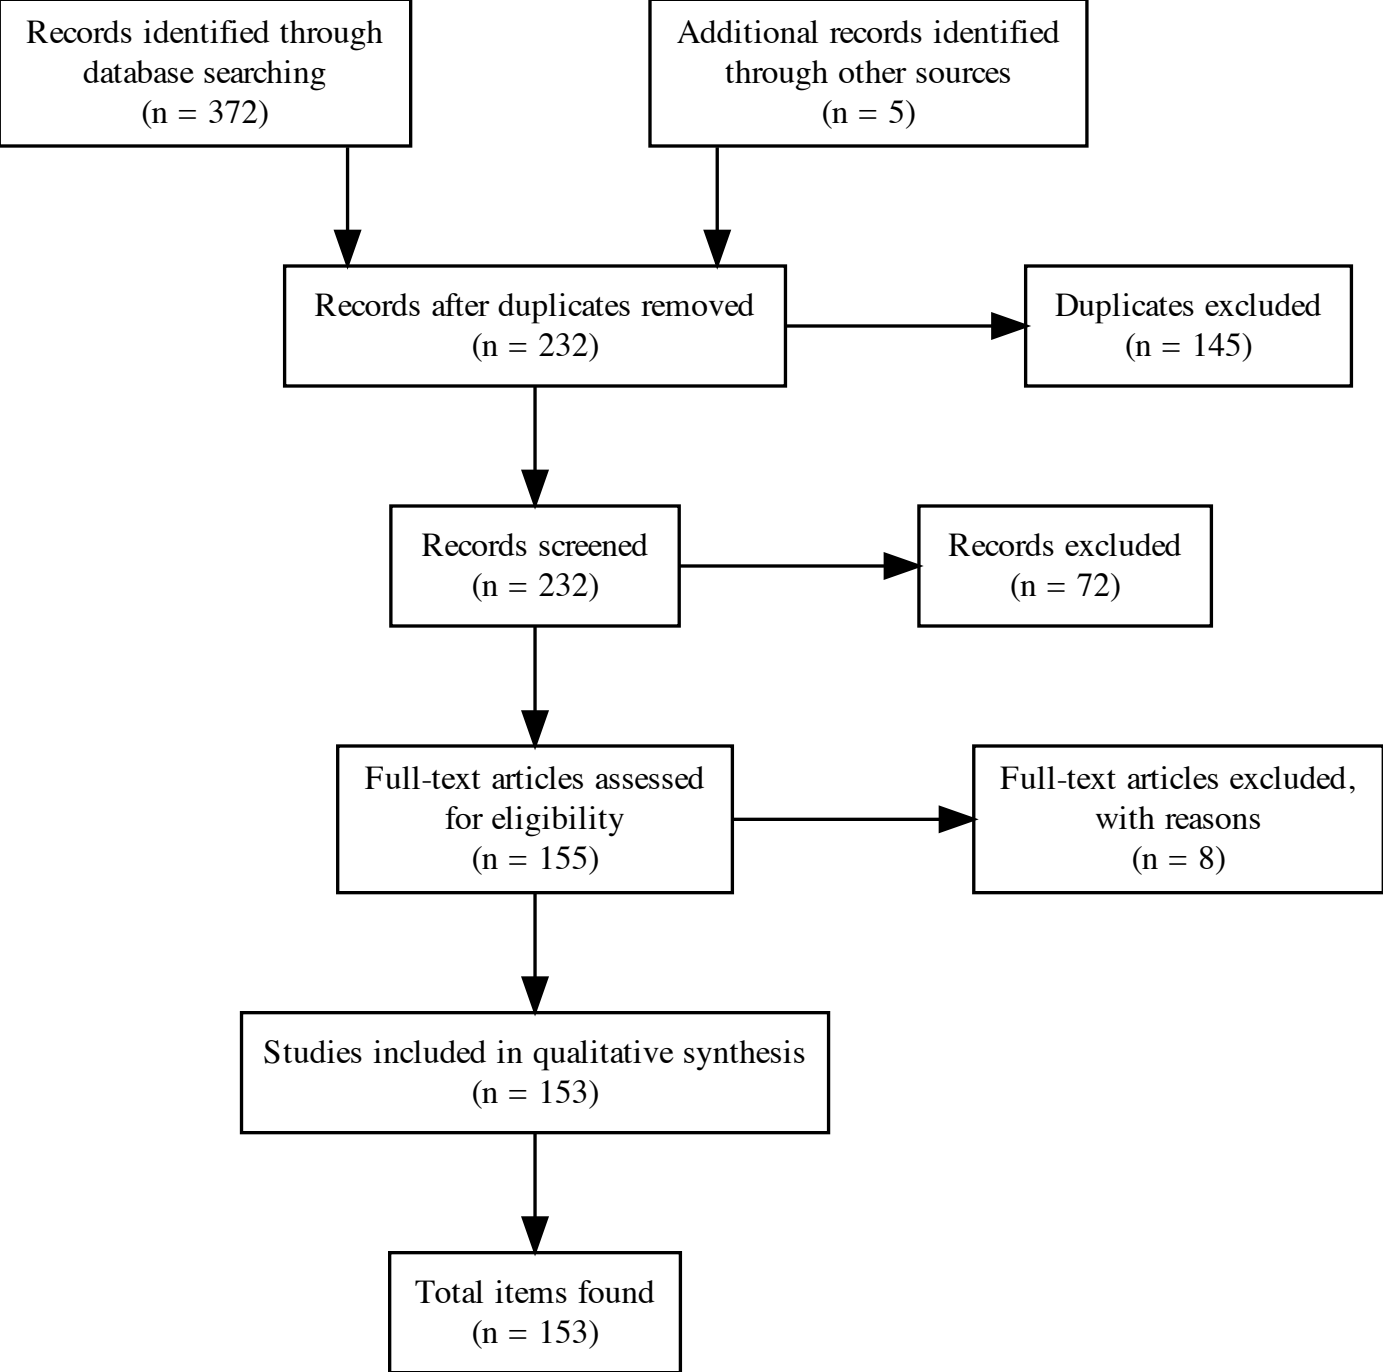 Records identified through
database searching
(n = 372)
Additional records identified
through other sources
(n = 5)
Records after duplicates removed
(n = 232)
Duplicates excluded
(n = 145)
Records screened
(n = 232)
Records excluded
(n = 72)
Full-text articles assessed
for eligibility
(n = 155)
Full-text articles excluded,
with reasons
(n = 8)
Studies included in qualitative synthesis
(n = 153)
Total items found
(n = 153)